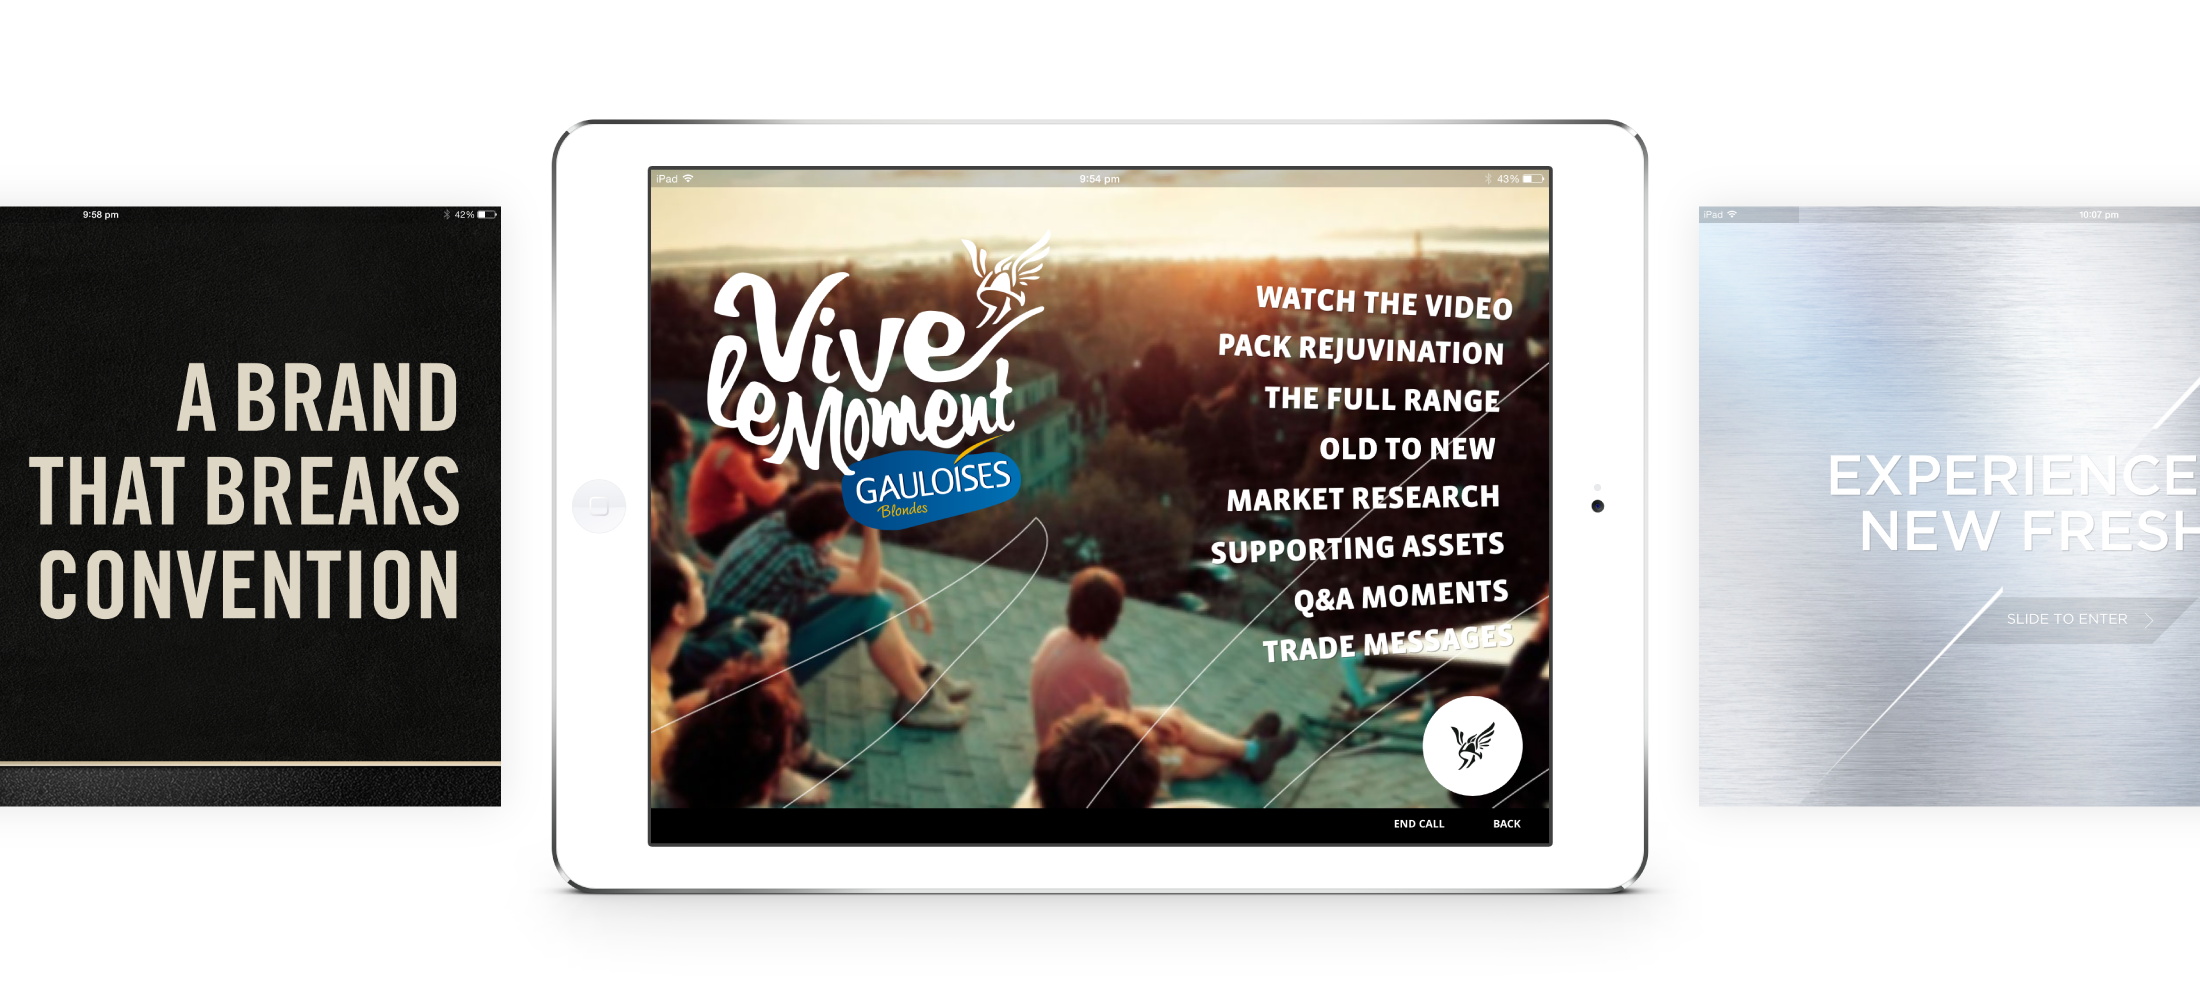 9:58 pm
42%
A BRAND
THAT BREAKS
CONVENTION
iPad
9:54 pm
43%
Vive
le Moment
GAULOISES
Blondes
WATCH THE VIDEO
PACK REJUVINATION
THE FULL RANGE
OLD TO NEW
MARKET RESEARCH
SUPPORTING ASSETS
Q&A MOMENTS
TRADE MESSAGES
END CALL
BACK
iPad
10:07 pm
EXPERIENCE
NEW FRESH
SLIDE TO ENTER